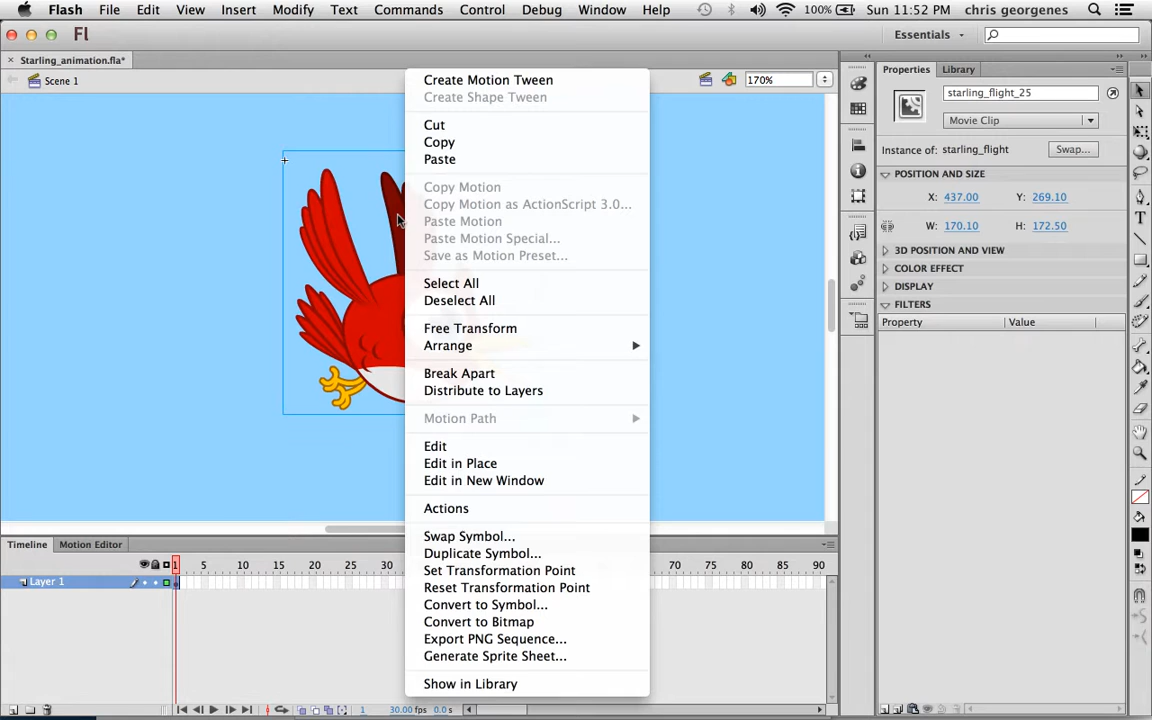 Flash File Edit View Insert Modify Text Commands Control Debug Window Help 100% Sun 11:52 PM chris georgenes
Fl Essentials
Starling_animation.fla*
Scene 1 170%
Create Motion Tween
Create Shape Tween
Cut
Copy
Paste
Copy Motion
Copy Motion as ActionScript 3.0...
Paste Motion
Paste Motion Special...
Save as Motion Preset...
Select All
Deselect All
Free Transform
Arrange
Break Apart
Distribute to Layers
Motion Path
Edit
Edit in Place
Edit in New Window
Actions
Swap Symbol...
Duplicate Symbol...
Set Transformation Point
Reset Transformation Point
Convert to Symbol...
Convert to Bitmap
Export PNG Sequence...
Generate Sprite Sheet...
Show in Library
Properties Library
starling_flight_25
Movie Clip
Instance of: starling_flight Swap...
POSITION AND SIZE
X: 437.00 Y: 269.10
W: 170.10 H: 172.50
3D POSITION AND VIEW
COLOR EFFECT
DISPLAY
FILTERS
Property Value
Timeline Motion Editor
1 5 10 15 20 25 30 70 75 80 85 90
Layer 1
1 30.00 fps 0.0 s